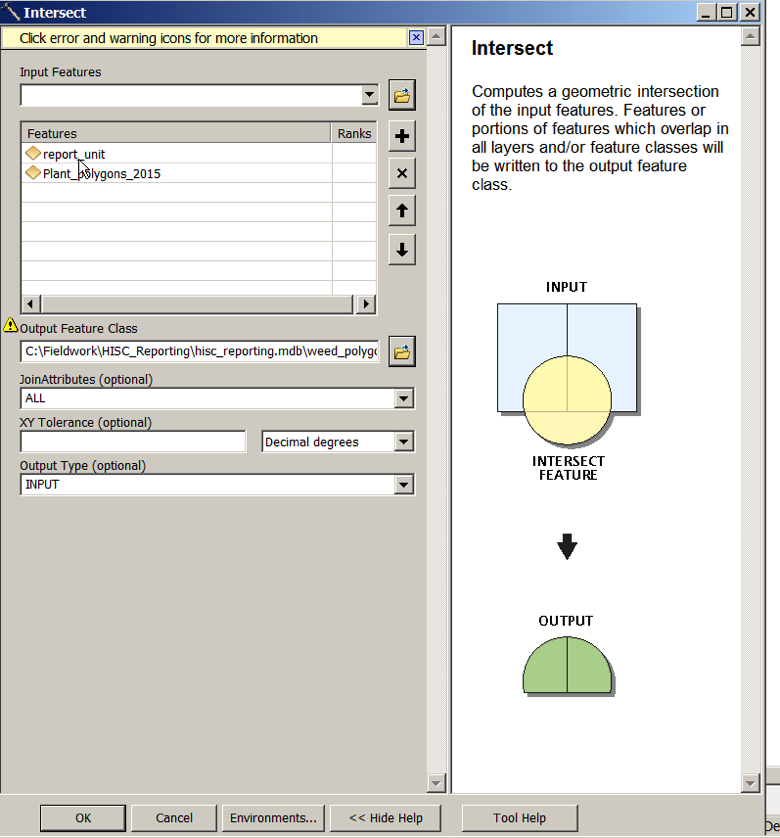 Intersect
Click error and warning icons for more information
Input Features
Features Ranks
report_unit
Plant_polygons_2015
Output Feature Class
C:\Fieldwork\HISC_Reporting\hisc_reporting.mdb\weed_polygo
JoinAttributes (optional)
ALL
XY Tolerance (optional)
Decimal degrees
Output Type (optional)
INPUT
OK Cancel Environments... << Hide Help Tool Help
Intersect
Computes a geometric intersection
of the input features. Features or
portions of features which overlap in
all layers and/or feature classes will
be written to the output feature
class.
INPUT
INTERSECT
FEATURE
OUTPUT
De